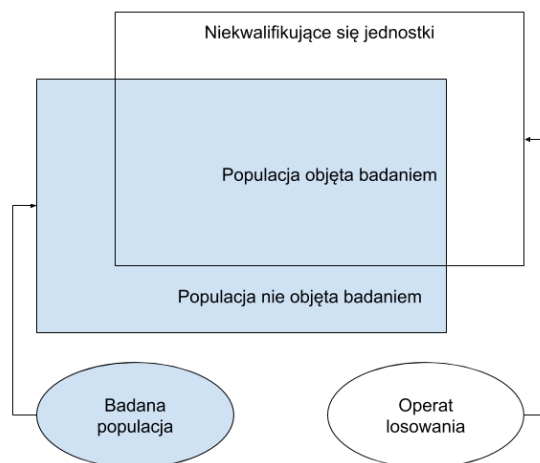 Niekwalifikujące się jednostki
Populacja objęta badaniem
Populacja nie objęta badaniem
Badana
populacja
Operat
losowania